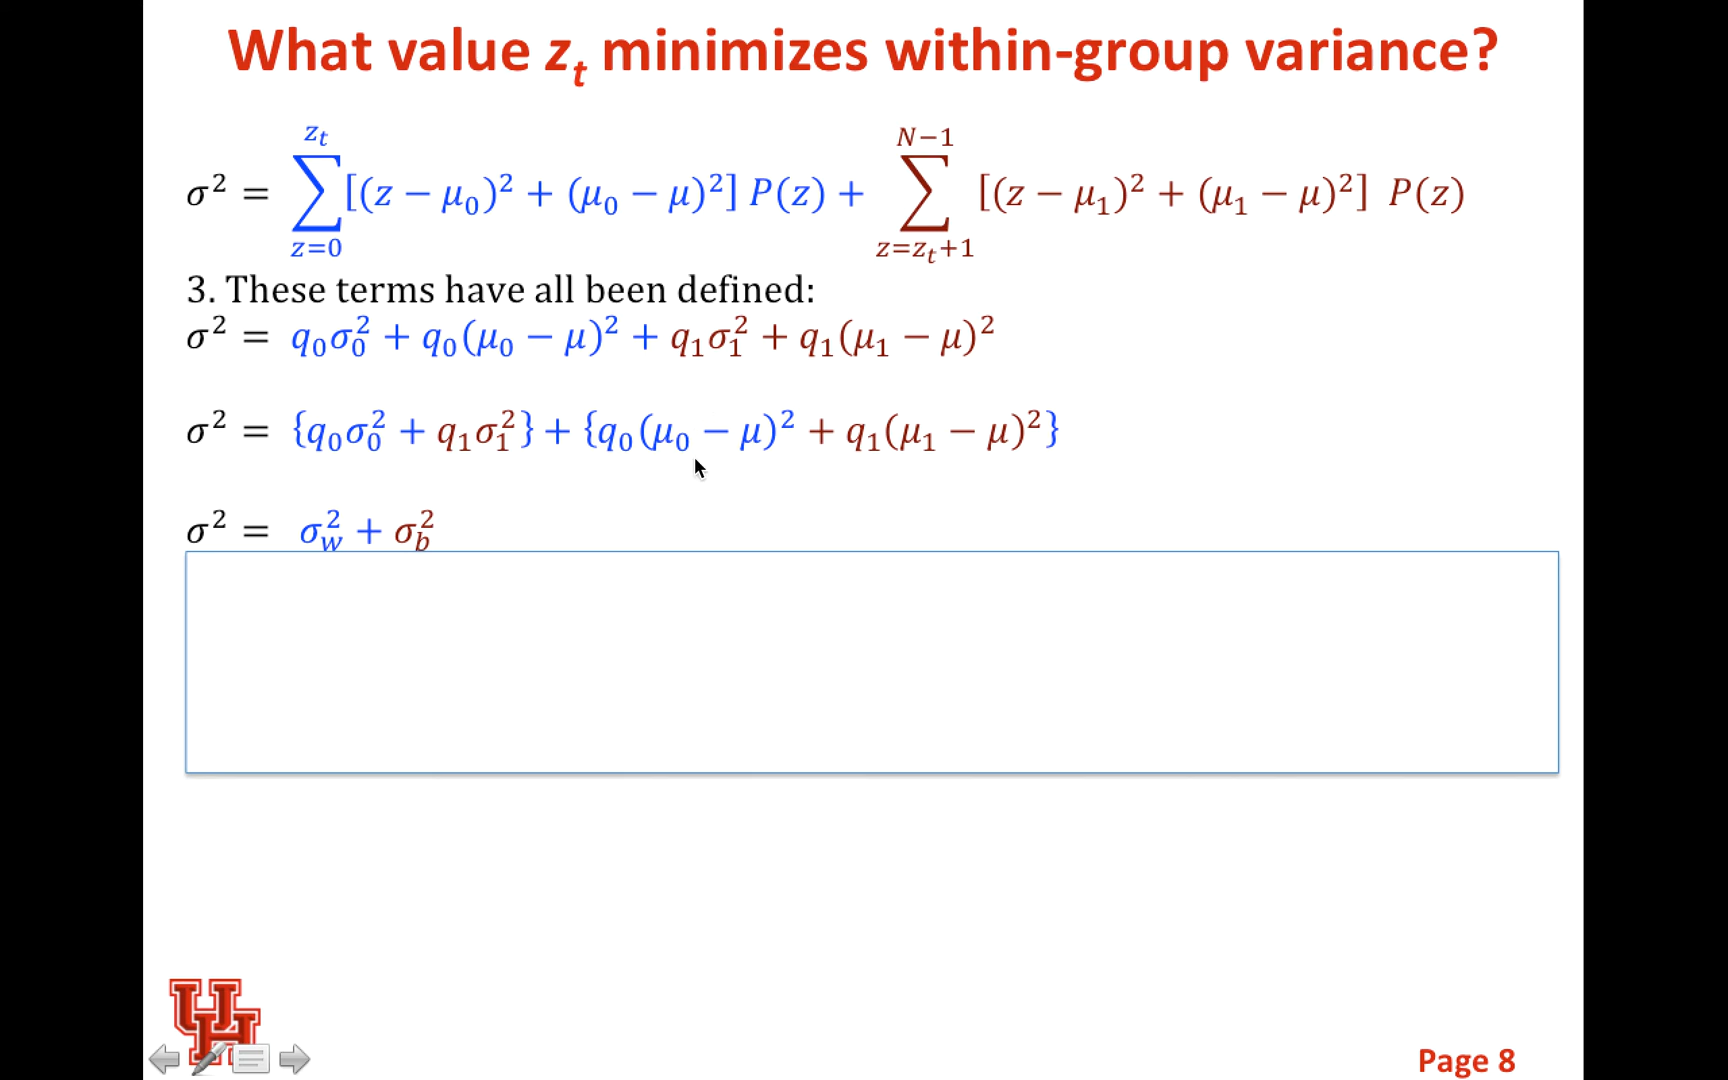 What value z_t minimizes within-group variance?
σ² = ∑_{z=0}^{z_t} [(z − μ₀)² + (μ₀ − μ)²] P(z) + ∑_{z=z_t+1}^{N−1} [(z − μ₁)² + (μ₁ − μ)²] P(z)
3. These terms have all been defined:
σ² = q₀σ₀² + q₀(μ₀ − μ)² + q₁σ₁² + q₁(μ₁ − μ)²
σ² = {q₀σ₀² + q₁σ₁²} + {q₀(μ₀ − μ)² + q₁(μ₁ − μ)²}
σ² = σ_w² + σ_b²
UH
Page 8